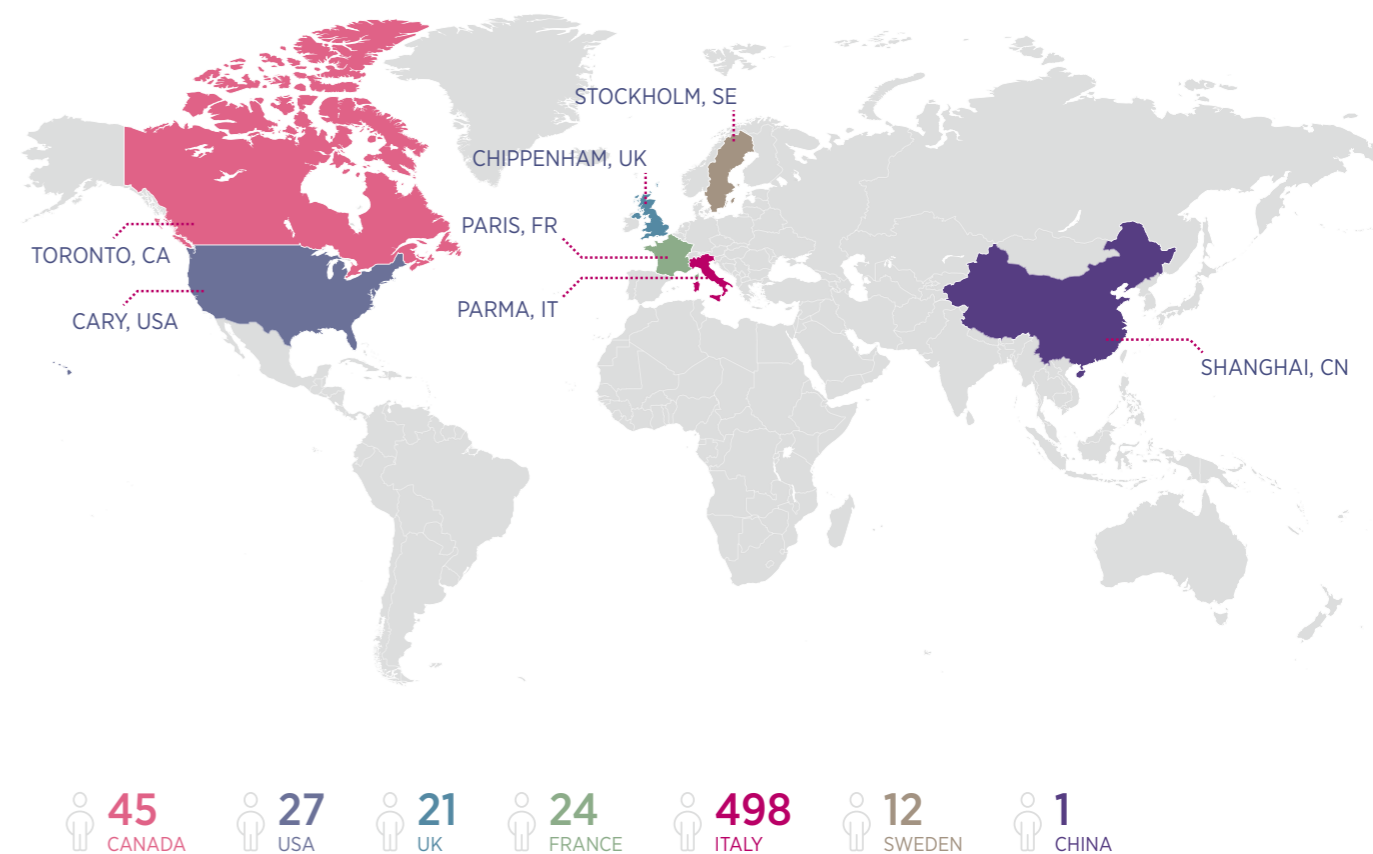 STOCKHOLM, SE
CHIPPENHAM, UK
PARIS, FR
TORONTO, CA
PARMA, IT
CARY, USA
SHANGHAI, CN
45
CANADA
27
USA
21
UK
24
FRANCE
498
ITALY
12
SWEDEN
1
CHINA